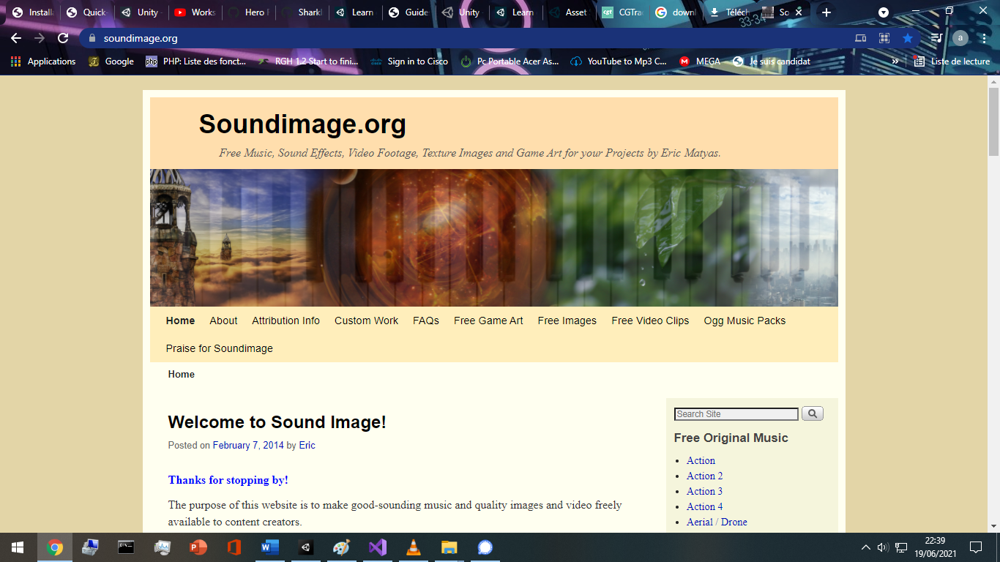 Install
Quick-
Unity
Works
Hero F
Sharkl
Learn
Guide
Unity
Learn
Asset
CGTrac
downl
Téléch
So
33-34
soundimage.org
a
Applications Google PHP: Liste des fonct... RGH 1.2 Start to fini... Sign in to Cisco Pc Portable Acer As... YouTube to Mp3 C... MEGA Je suis candidat » Liste de lecture
Soundimage.org
Free Music, Sound Effects, Video Footage, Texture Images and Game Art for your Projects by Eric Matyas.
Home About Attribution Info Custom Work FAQs Free Game Art Free Images Free Video Clips Ogg Music Packs
Praise for Soundimage
Home
Welcome to Sound Image!
Posted on February 7, 2014 by Eric
Thanks for stopping by!
The purpose of this website is to make good-sounding music and quality images and video freely
available to content creators.
Search Site
Free Original Music
Action
Action 2
Action 3
Action 4
Aerial / Drone
22:39
19/06/2021